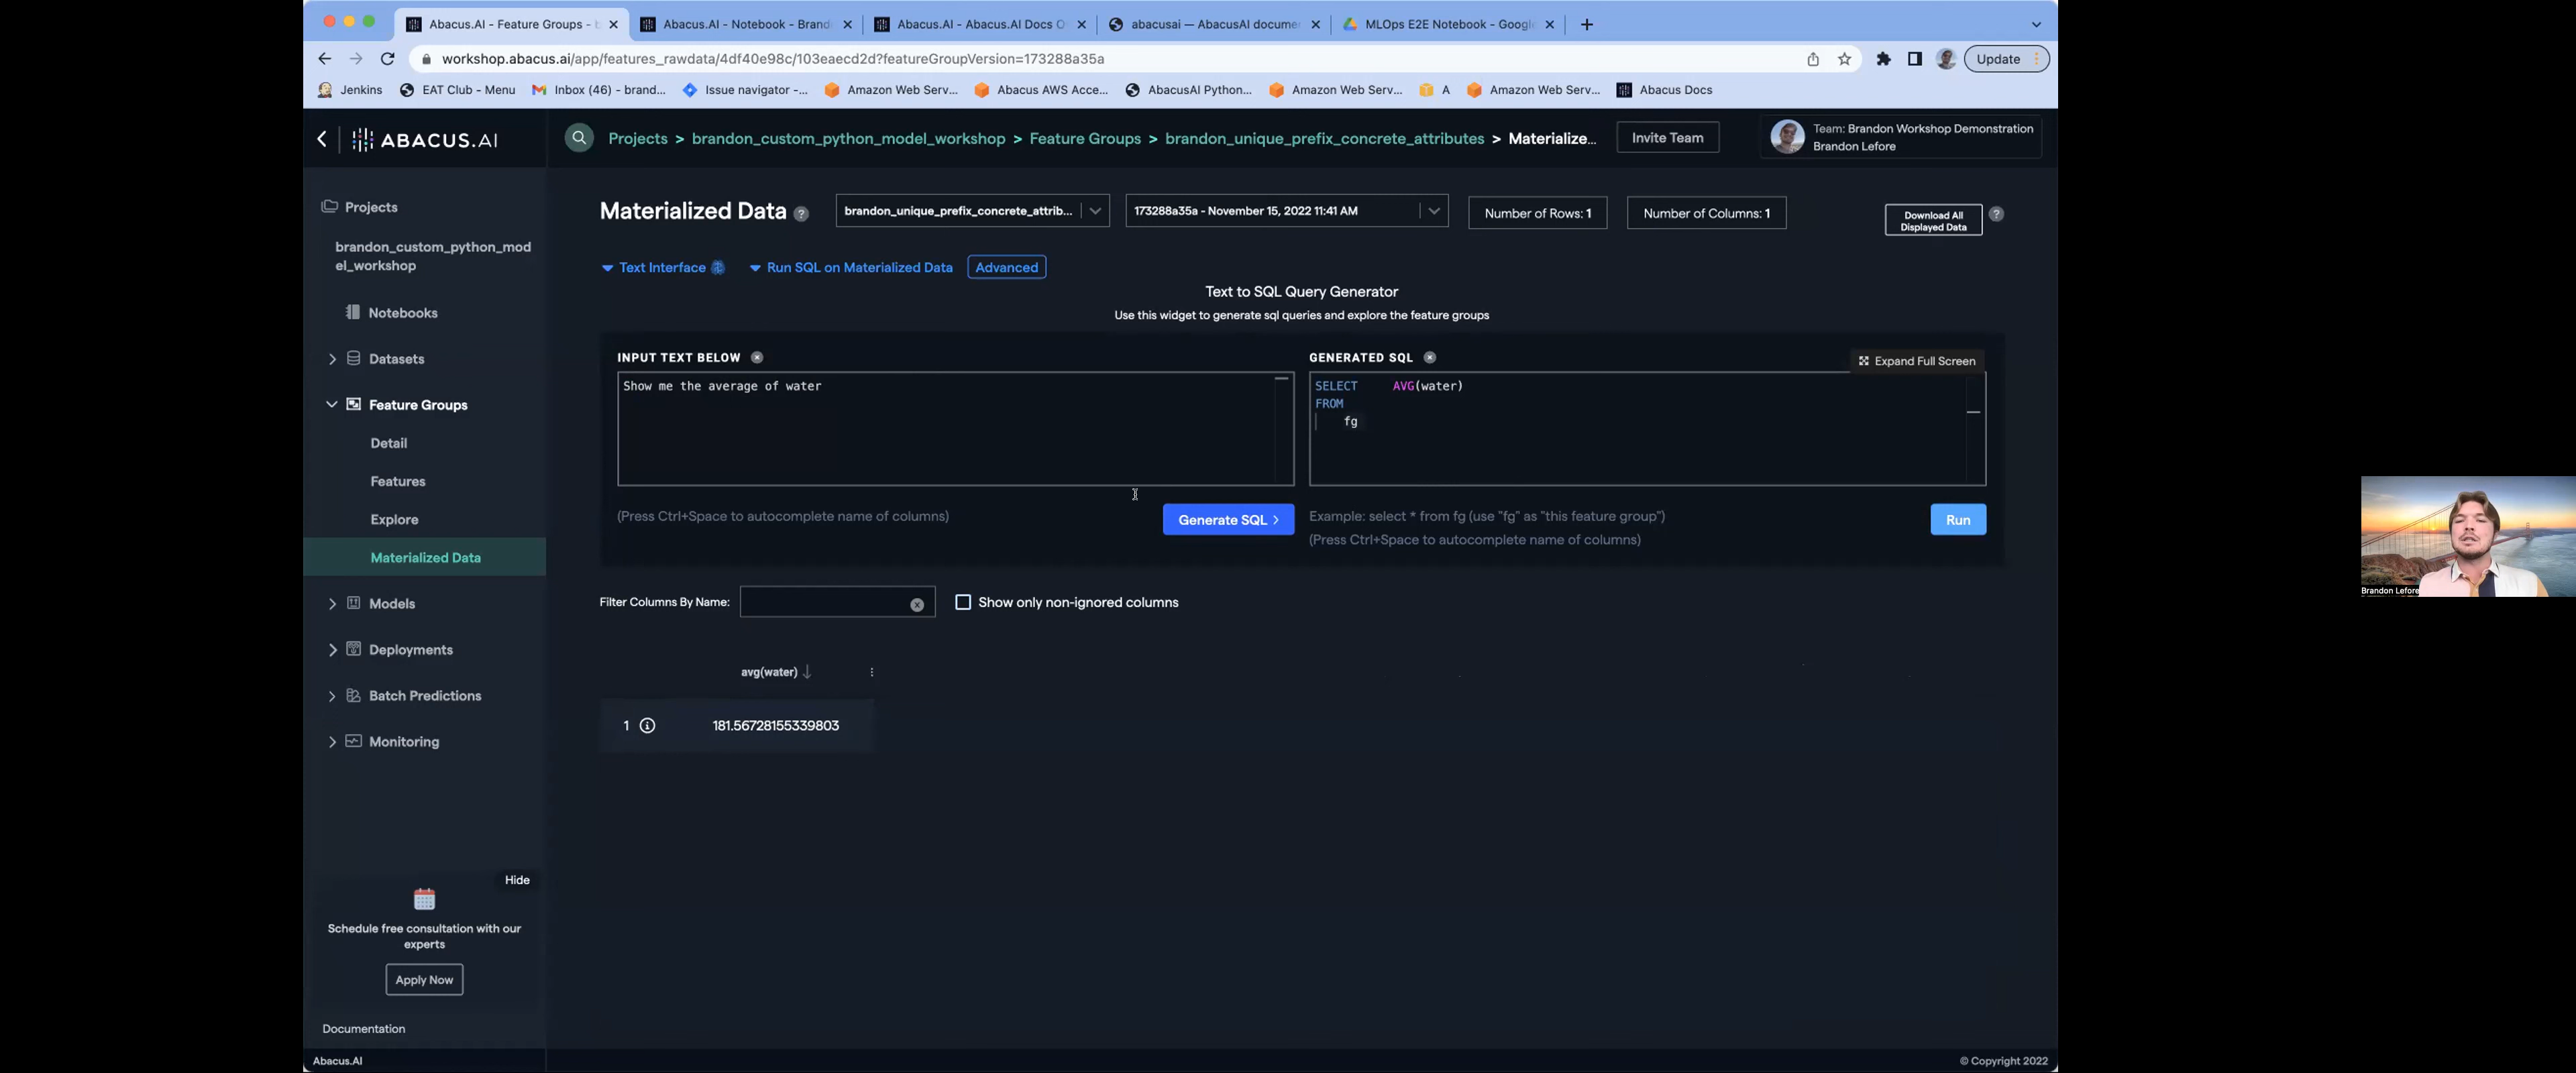 Abacus.AI - Feature Groups - b
Abacus.AI - Notebook - Brand
Abacus.AI - Abacus.AI Docs O
abacusai — AbacusAI documen
MLOps E2E Notebook - Google
workshop.abacus.ai/app/features_rawdata/4df40e98c/103eaecd2d?featureGroupVersion=173288a35a
Update
Jenkins
EAT Club - Menu
Inbox (46) - brand...
Issue navigator -...
Amazon Web Serv...
Abacus AWS Acce...
AbacusAI Python...
Amazon Web Serv...
A
Amazon Web Serv...
Abacus Docs
ABACUS.AI
Projects > brandon_custom_python_model_workshop > Feature Groups > brandon_unique_prefix_concrete_attributes > Materialize...
Invite Team
Team: Brandon Workshop Demonstration
Brandon Lefore
Projects
brandon_custom_python_mod
el_workshop
Notebooks
Datasets
Feature Groups
Detail
Features
Explore
Materialized Data
Models
Deployments
Batch Predictions
Monitoring
Hide
Schedule free consultation with our
experts
Apply Now
Documentation
Abacus.AI
Materialized Data ?
brandon_unique_prefix_concrete_attrib...
173288a35a - November 15, 2022 11:41 AM
Number of Rows: 1
Number of Columns: 1
Download All
Displayed Data
?
Text Interface
Run SQL on Materialized Data
Advanced
Text to SQL Query Generator
Use this widget to generate sql queries and explore the feature groups
INPUT TEXT BELOW
Show me the average of water
(Press Ctrl+Space to autocomplete name of columns)
Generate SQL >
GENERATED SQL
Expand Full Screen
SELECT AVG(water)
FROM
fg
Example: select * from fg (use "fg" as "this feature group")
(Press Ctrl+Space to autocomplete name of columns)
Run
Filter Columns By Name:
Show only non-ignored columns
avg(water)
1 181.56728155339803
© Copyright 2022
Brandon Lefore